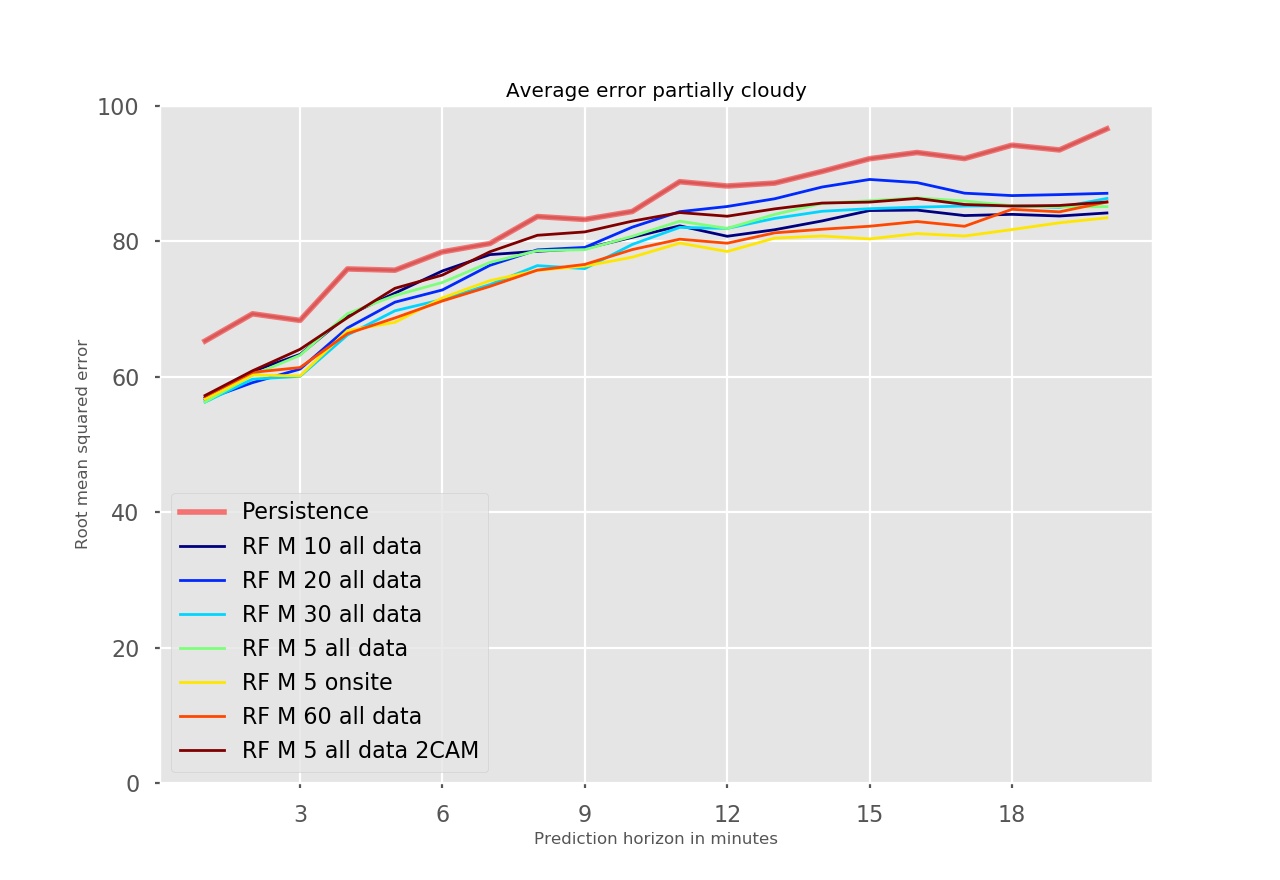 Average error partially cloudy
100
80
60
40
20
0
Root mean squared error
Persistence
RF M 10 all data
RF M 20 all data
RF M 30 all data
RF M 5 all data
RF M 5 onsite
RF M 60 all data
RF M 5 all data 2CAM
3 6 9 12 15 18
Prediction horizon in minutes